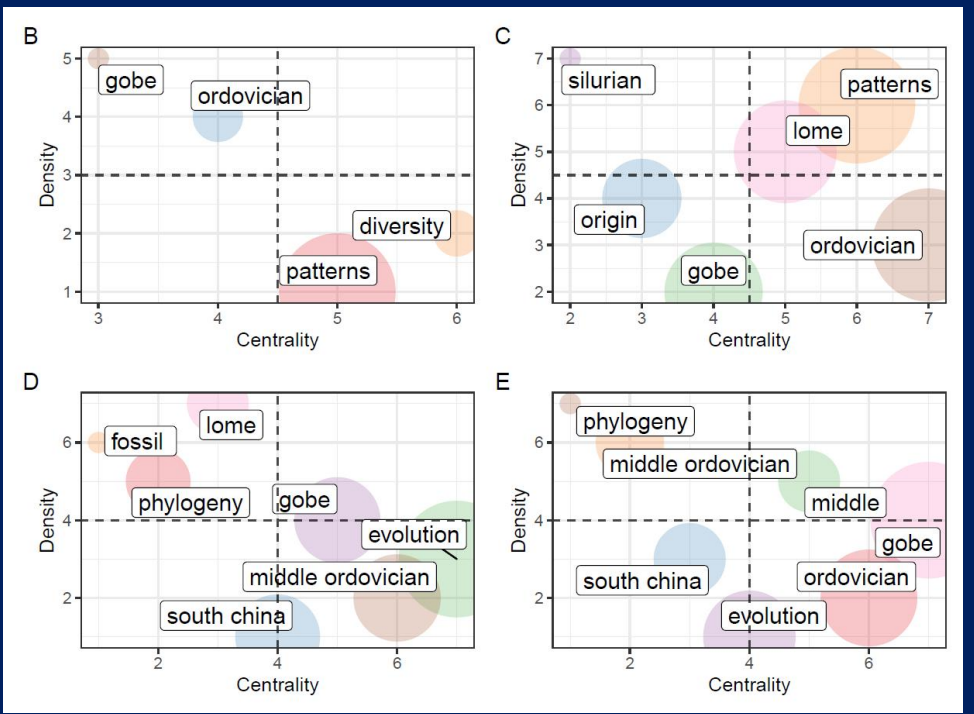 B
5
gobe
ordovician
4
Density
3
diversity
2
patterns
1
3 4 5 6
Centrality
C
7
silurian
patterns
6
lome
5
Density
4
origin
ordovician
3
gobe
2
2 3 4 5 6 7
Centrality
D
lome
6
fossil
phylogeny
gobe
Density
4
evolution
middle ordovician
2
south china
2 4 6
Centrality
E
phylogeny
6
middle ordovician
middle
Density
4
gobe
south china
ordovician
2
evolution
2 4 6
Centrality